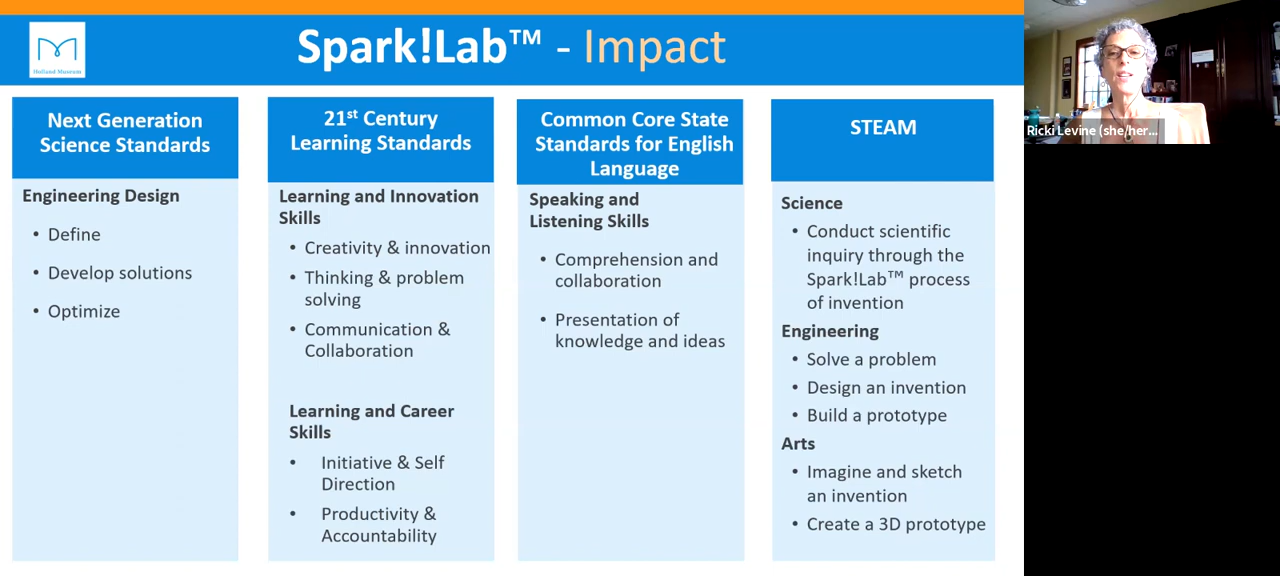 Spark!Lab™ - Impact
Holland Museum
Next Generation
Science Standards
Engineering Design
• Define
• Develop solutions
• Optimize
21st Century
Learning Standards
Learning and Innovation
Skills
• Creativity & innovation
• Thinking & problem
solving
• Communication &
Collaboration
Learning and Career
Skills
• Initiative & Self
Direction
• Productivity &
Accountability
Common Core State
Standards for English
Language
Speaking and
Listening Skills
• Comprehension and
collaboration
• Presentation of
knowledge and ideas
STEAM
Science
• Conduct scientific
inquiry through the
Spark!Lab™ process
of invention
Engineering
• Solve a problem
• Design an invention
• Build a prototype
Arts
• Imagine and sketch
an invention
• Create a 3D prototype
Ricki Levine (she/her...